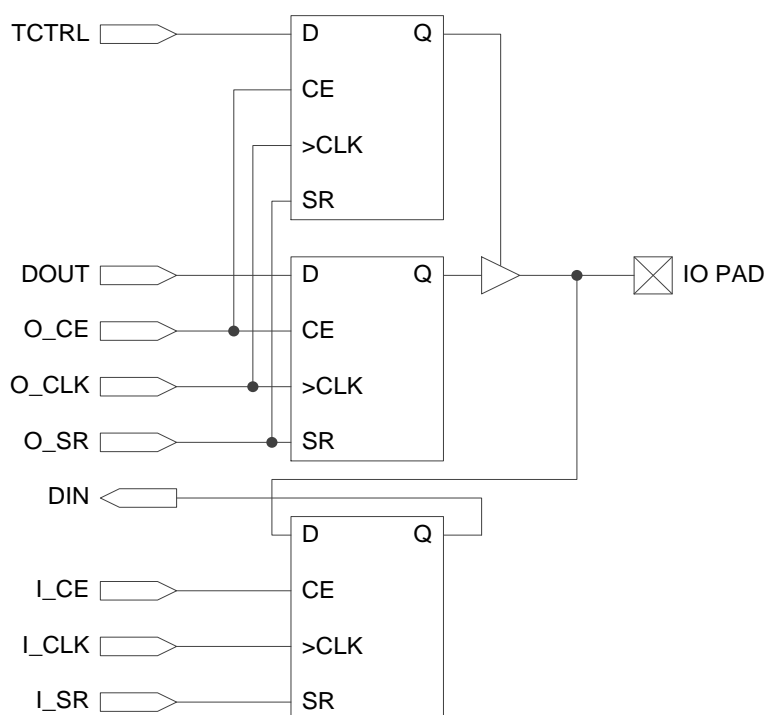 TCTRL D Q
CE
>CLK
SR
DOUT D Q IO PAD
O_CE CE
O_CLK >CLK
O_SR SR
DIN
D Q
I_CE CE
I_CLK >CLK
I_SR SR